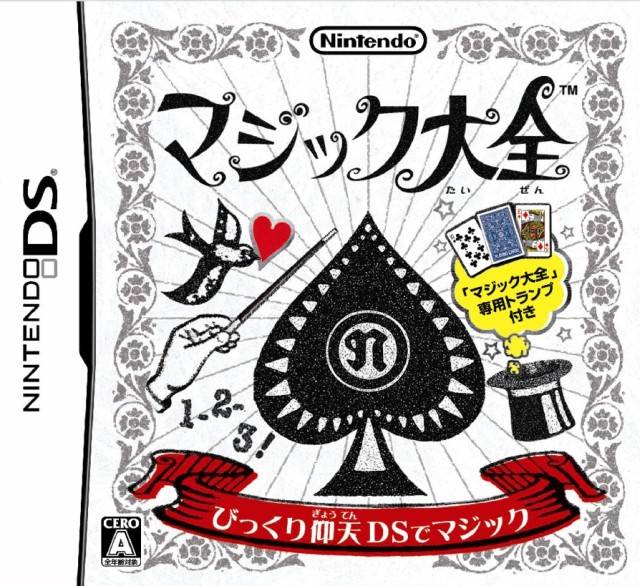 Nintendo
マジック大全™
たいぜん
NINTENDO DS®
「マジック大全」
専用トランプ
付き
n
1-2-
3!
ぎょうてん
びっくり仰天DSでマジック
CERO
A
全年齢対象